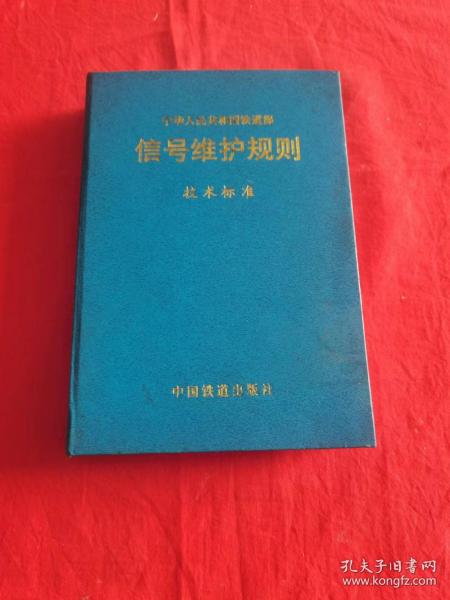 中华人民共和国铁道部
信号维护规则
技术标准
中国铁道出版社
孔夫子旧书网
www.kongfz.com